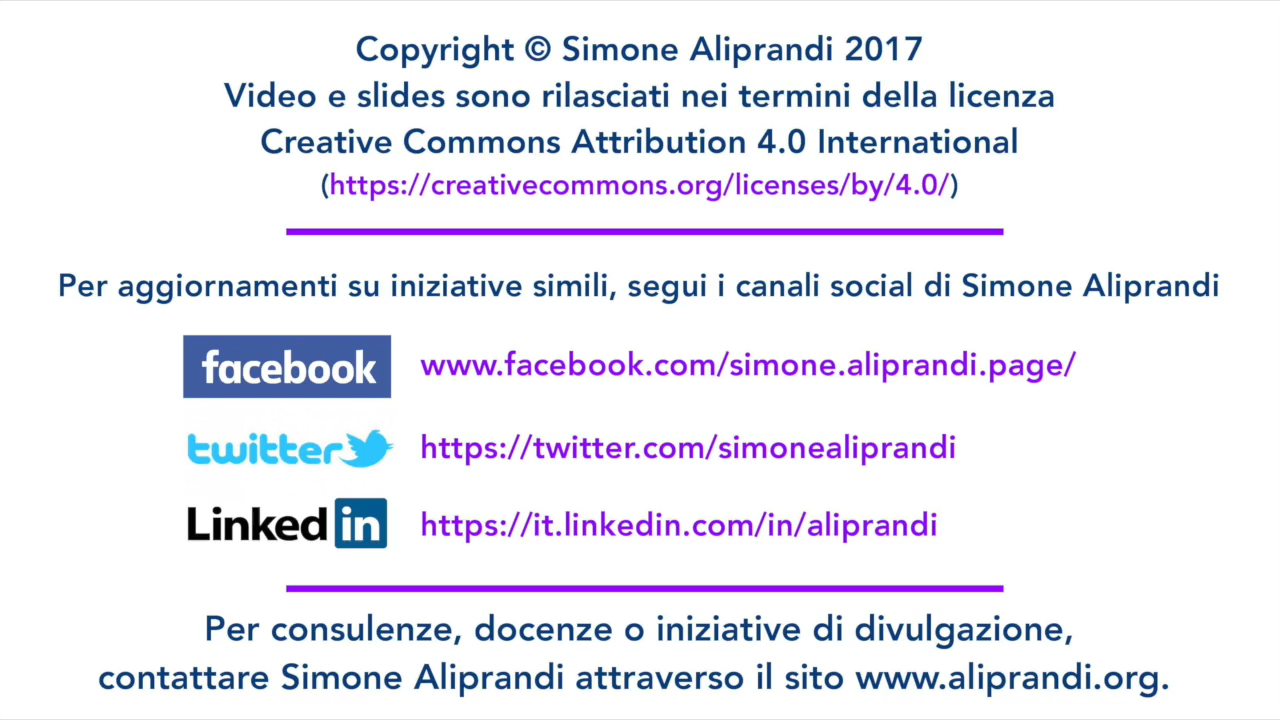 Copyright © Simone Aliprandi 2017
Video e slides sono rilasciati nei termini della licenza
Creative Commons Attribution 4.0 International
(https://creativecommons.org/licenses/by/4.0/)
Per aggiornamenti su iniziative simili, segui i canali social di Simone Aliprandi
facebook www.facebook.com/simone.aliprandi.page/
twitter https://twitter.com/simonealiprandi
Linked in https://it.linkedin.com/in/aliprandi
Per consulenze, docenze o iniziative di divulgazione,
contattare Simone Aliprandi attraverso il sito www.aliprandi.org.